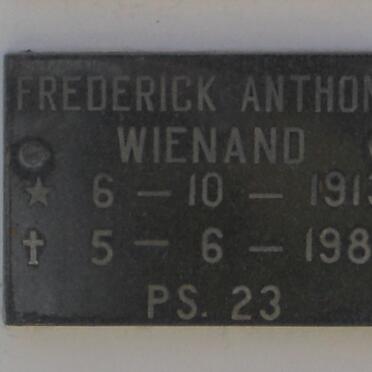 FREDERICK ANTHON
WIENAND
★ 6 – 10 – 191
✝ 5 – 6 – 198
PS. 23